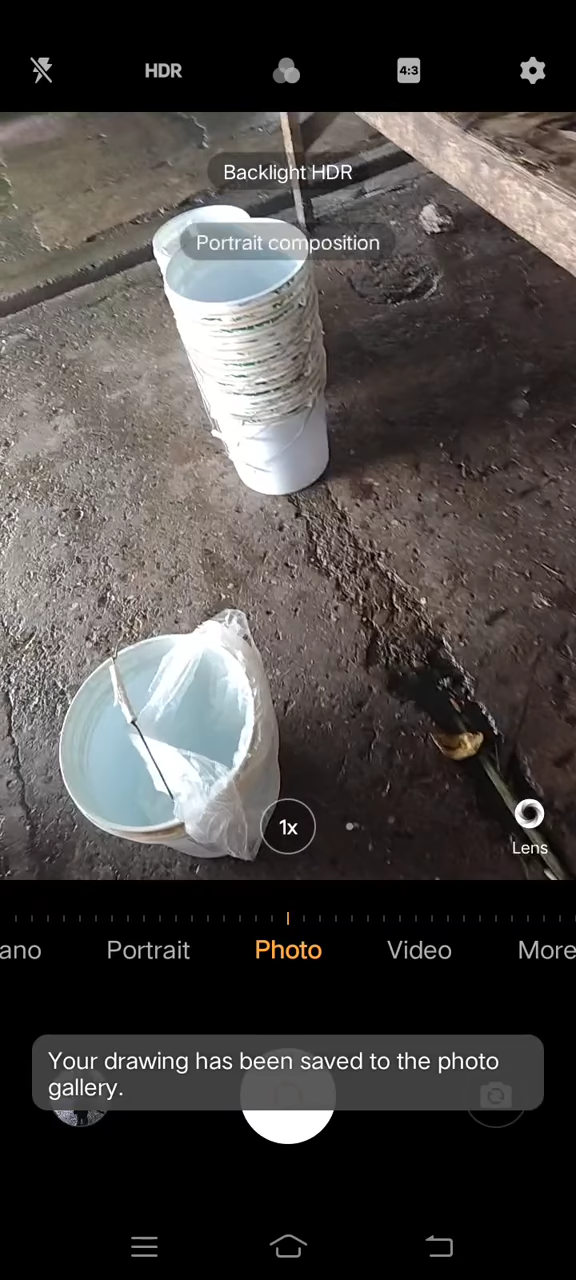 HDR
4:3
Backlight HDR
Portrait composition
1x
Lens
ano
Portrait
Photo
Video
More
Your drawing has been saved to the photo
gallery.